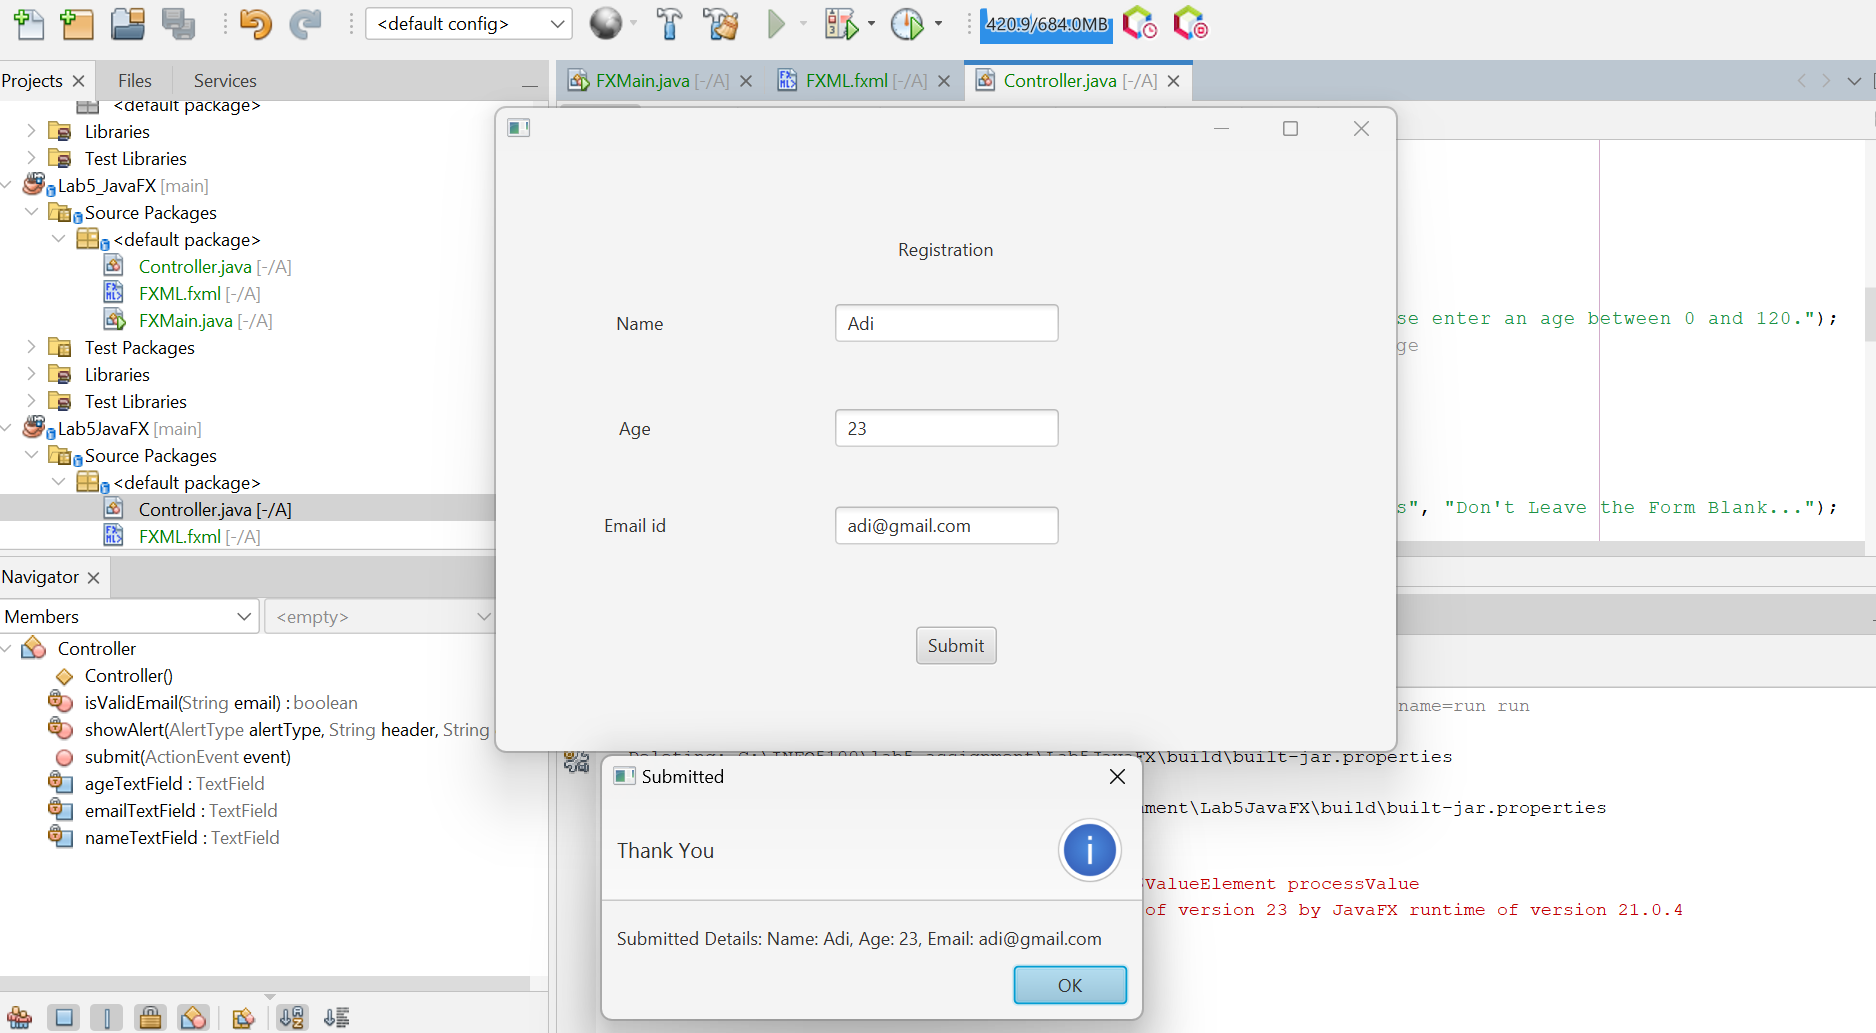 <default config>
420.9/684.0MB
Projects
Files
Services
<default package>
Libraries
Test Libraries
Lab5_JavaFX [main]
Source Packages
<default package>
Controller.java [-/A]
FXML.fxml [-/A]
FXMain.java [-/A]
Test Packages
Libraries
Test Libraries
Lab5JavaFX [main]
Source Packages
<default package>
Controller.java [-/A]
FXML.fxml [-/A]
Navigator
Members
<empty>
Controller
Controller()
isValidEmail(String email) : boolean
showAlert(AlertType alertType, String header, String
submit(ActionEvent event)
ageTextField : TextField
emailTextField : TextField
nameTextField : TextField
FXMain.java [-/A]
FXML.fxml [-/A]
Controller.java [-/A]
se enter an age between 0 and 120.");
ge
s", "Don't Leave the Form Blank...");
Registration
Name
Adi
Age
23
Email id
adi@gmail.com
Submit
name=run run
Deleting: C:\INFO5100\lab5 assignment\Lab5JavaFX\build\built-jar.properties
ment\Lab5JavaFX\build\built-jar.properties
ValueElement processValue
of version 23 by JavaFX runtime of version 21.0.4
Submitted
Thank You
Submitted Details: Name: Adi, Age: 23, Email: adi@gmail.com
OK